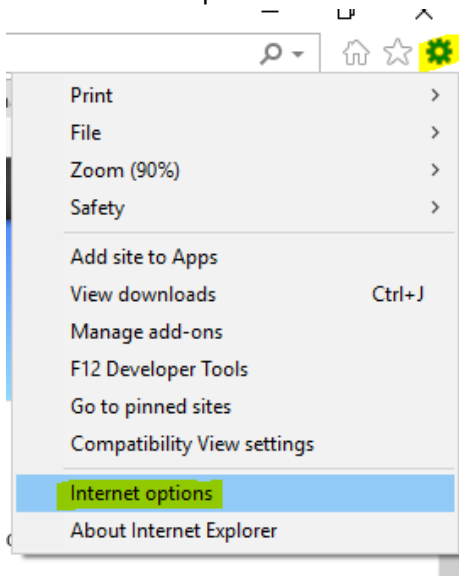 Print
File
Zoom (90%)
Safety
Add site to Apps
View downloads Ctrl+J
Manage add-ons
F12 Developer Tools
Go to pinned sites
Compatibility View settings
Internet options
About Internet Explorer